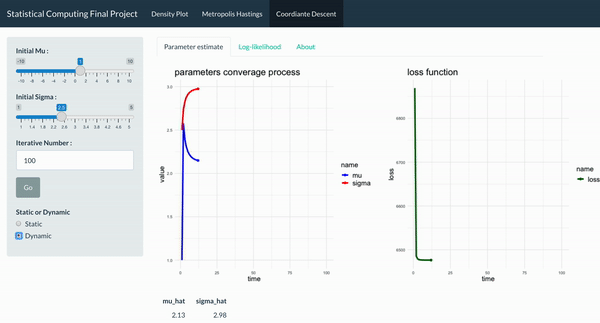 Statistical Computing Final Project Density Plot Metropolis Hastings Coordiante Descent
Initial Mu :
-10 1 10
-10 -8 -6 -4 -2 0 2 4 6 8 10
Initial Sigma :
1 2.5 5
1 1.4 1.8 2.2 2.6 3 3.4 3.8 4.2 4.6 5
Iterative Number :
100
Go
Static or Dynamic
Static
Dynamic
Parameter estimate Log-likelihood About
parameters converage process
value
3.0
2.5
2.0
1.5
1.0
0 25 50 75 100
time
name
mu
sigma
loss function
loss
6800
6700
6600
6500
0 25 50 75 100
time
name
loss
mu_hat sigma_hat
2.13 2.98